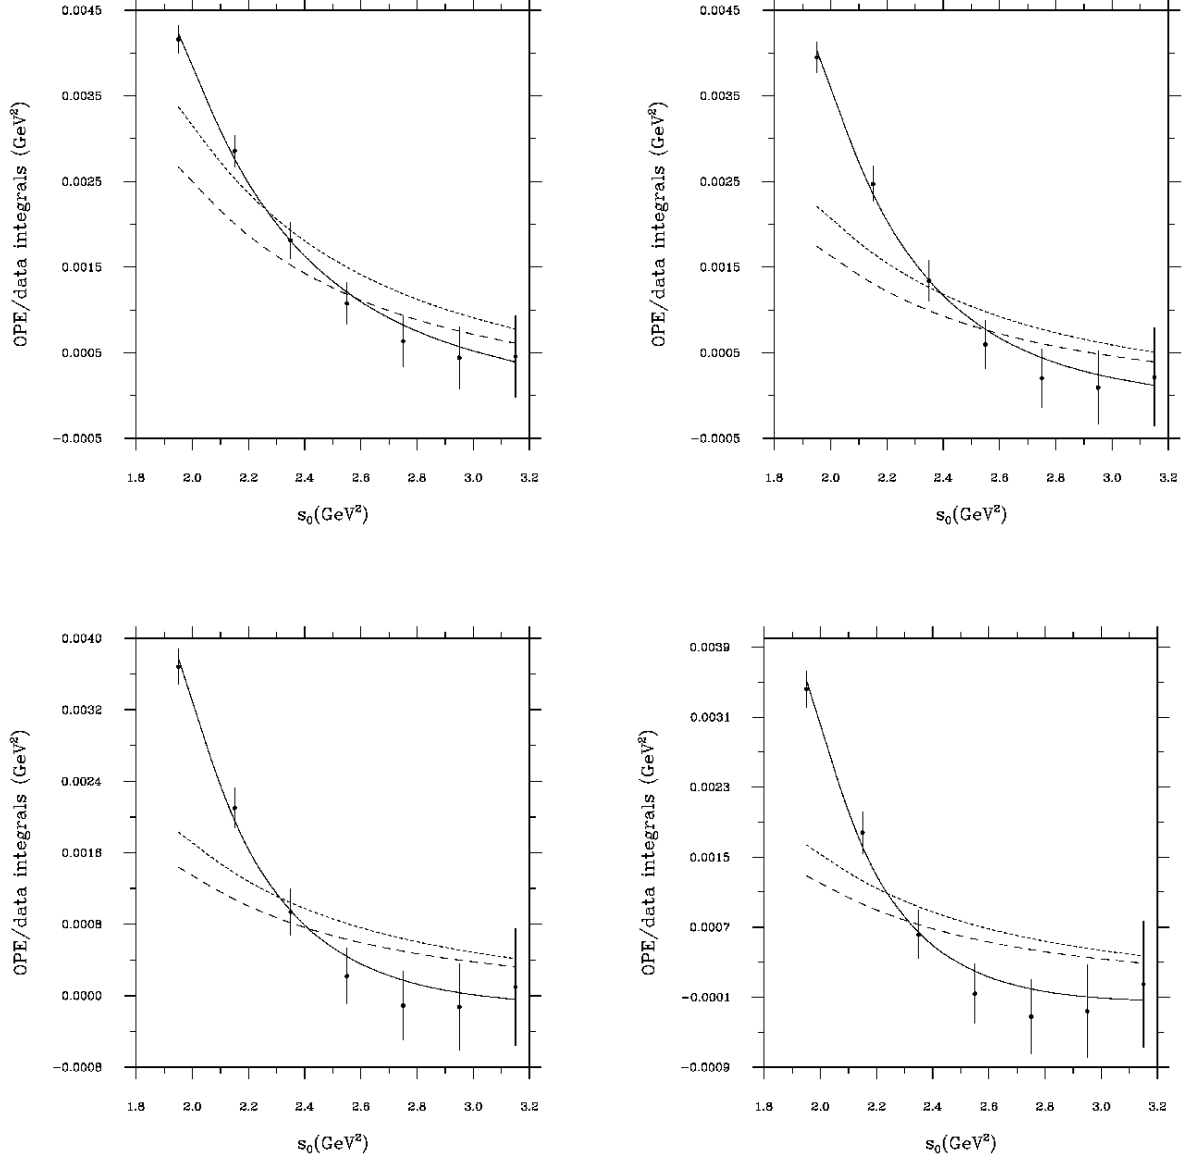 0.0045
0.0035
0.0025
0.0015
0.0005
−0.0005
OPE/data integrals (GeV²)
1.8 2.0 2.2 2.4 2.6 2.8 3.0 3.2
s₀(GeV²)
0.0045
0.0035
0.0025
0.0015
0.0005
−0.0005
OPE/data integrals (GeV²)
1.8 2.0 2.2 2.4 2.6 2.8 3.0 3.2
s₀(GeV²)
0.0040
0.0032
0.0024
0.0016
0.0008
0.0000
−0.0008
OPE/data integrals (GeV²)
1.8 2.0 2.2 2.4 2.6 2.8 3.0 3.2
s₀(GeV²)
0.0039
0.0031
0.0023
0.0015
0.0007
−0.0001
−0.0009
OPE/data integrals (GeV²)
1.8 2.0 2.2 2.4 2.6 2.8 3.0 3.2
s₀(GeV²)